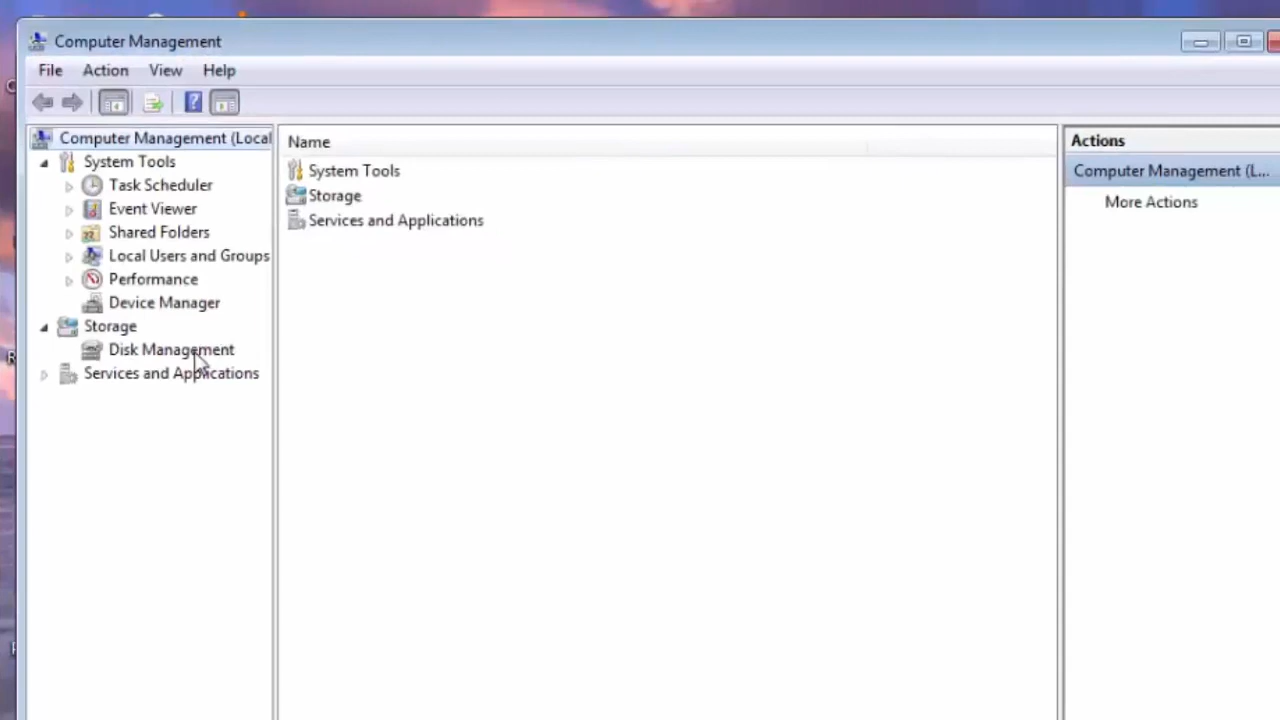 Computer Management
File Action View Help
Computer Management (Local
System Tools
Task Scheduler
Event Viewer
Shared Folders
Local Users and Groups
Performance
Device Manager
Storage
Disk Management
Services and Applications
Name
System Tools
Storage
Services and Applications
Actions
Computer Management (L...
More Actions